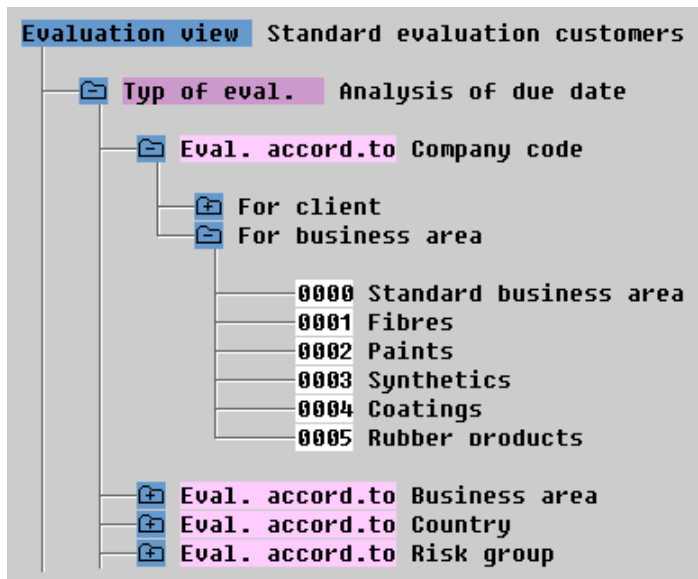 Evaluation view Standard evaluation customers
Typ of eval. Analysis of due date
Eval. accord.to Company code
For client
For business area
0000 Standard business area
0001 Fibres
0002 Paints
0003 Synthetics
0004 Coatings
0005 Rubber products
Eval. accord.to Business area
Eval. accord.to Country
Eval. accord.to Risk group